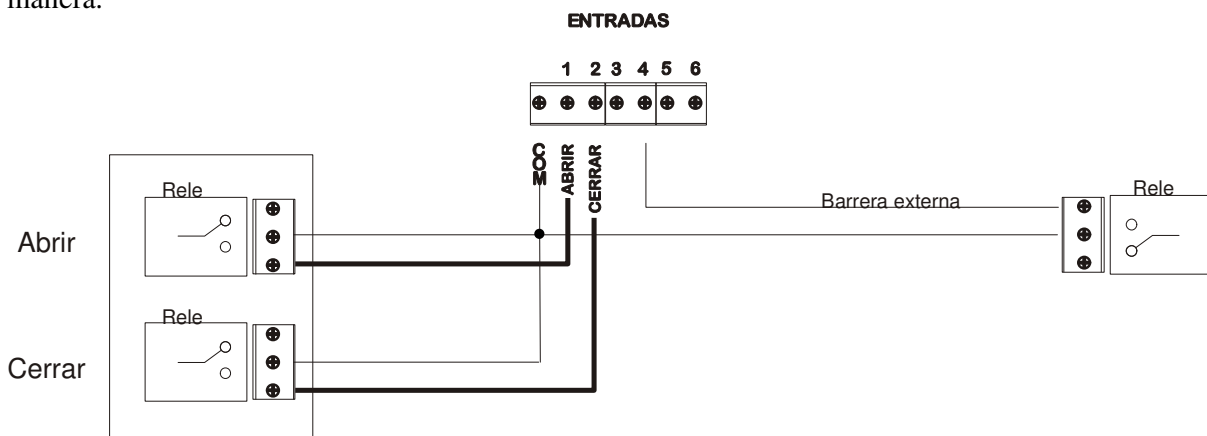 manera.
ENTRADAS
1 2 3 4 5 6
COM
ABRIR
CERRAR
Rele
Abrir
Barrera externa
Rele
Rele
Cerrar